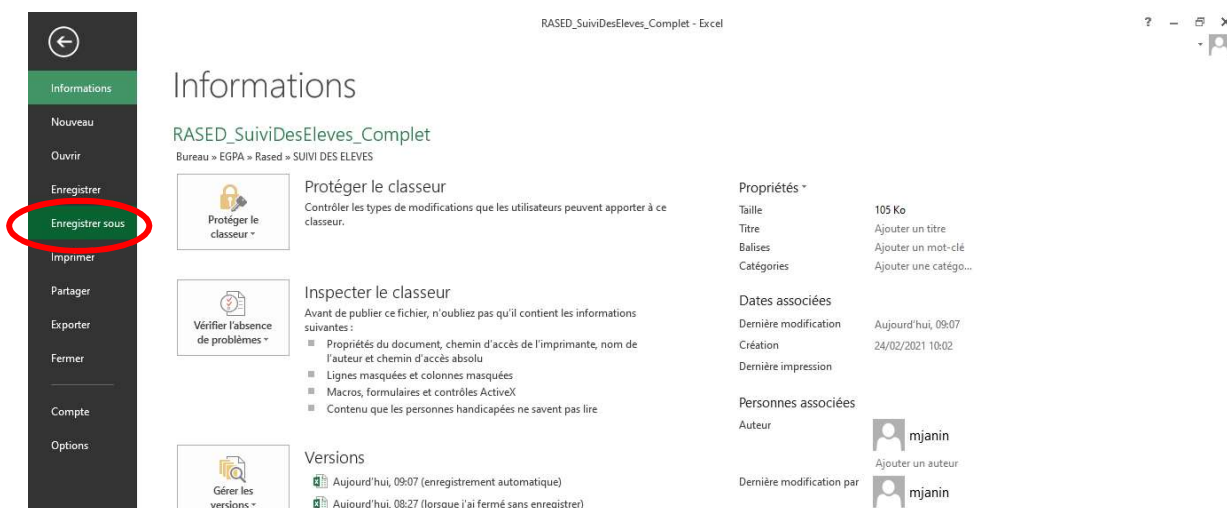 RASED_SuiviDesEleves_Complet - Excel
?
Informations
Nouveau
Ouvrir
Enregistrer
Enregistrer sous
Imprimer
Partager
Exporter
Fermer
Compte
Options
Informations
RASED_SuiviDesEleves_Complet
Bureau » EGPA » Rased » SUIVI DES ELEVES
Protéger le
classeur
Protéger le classeur
Contrôler les types de modifications que les utilisateurs peuvent apporter à ce
classeur.
Vérifier l'absence
de problèmes
Inspecter le classeur
Avant de publier ce fichier, n'oubliez pas qu'il contient les informations
suivantes :
Propriétés du document, chemin d'accès de l'imprimante, nom de
l'auteur et chemin d'accès absolu
Lignes masquées et colonnes masquées
Macros, formulaires et contrôles ActiveX
Contenu que les personnes handicapées ne savent pas lire
Gérer les
versions
Versions
Aujourd'hui, 09:07 (enregistrement automatique)
Aujourd'hui, 08:27 (lorsque j'ai fermé sans enregistrer)
Propriétés
Taille 105 Ko
Titre Ajouter un titre
Balises Ajouter un mot-clé
Catégories Ajouter une catégo...
Dates associées
Dernière modification Aujourd'hui, 09:07
Création 24/02/2021 10:02
Dernière impression
Personnes associées
Auteur mjanin
Ajouter un auteur
Dernière modification par mjanin